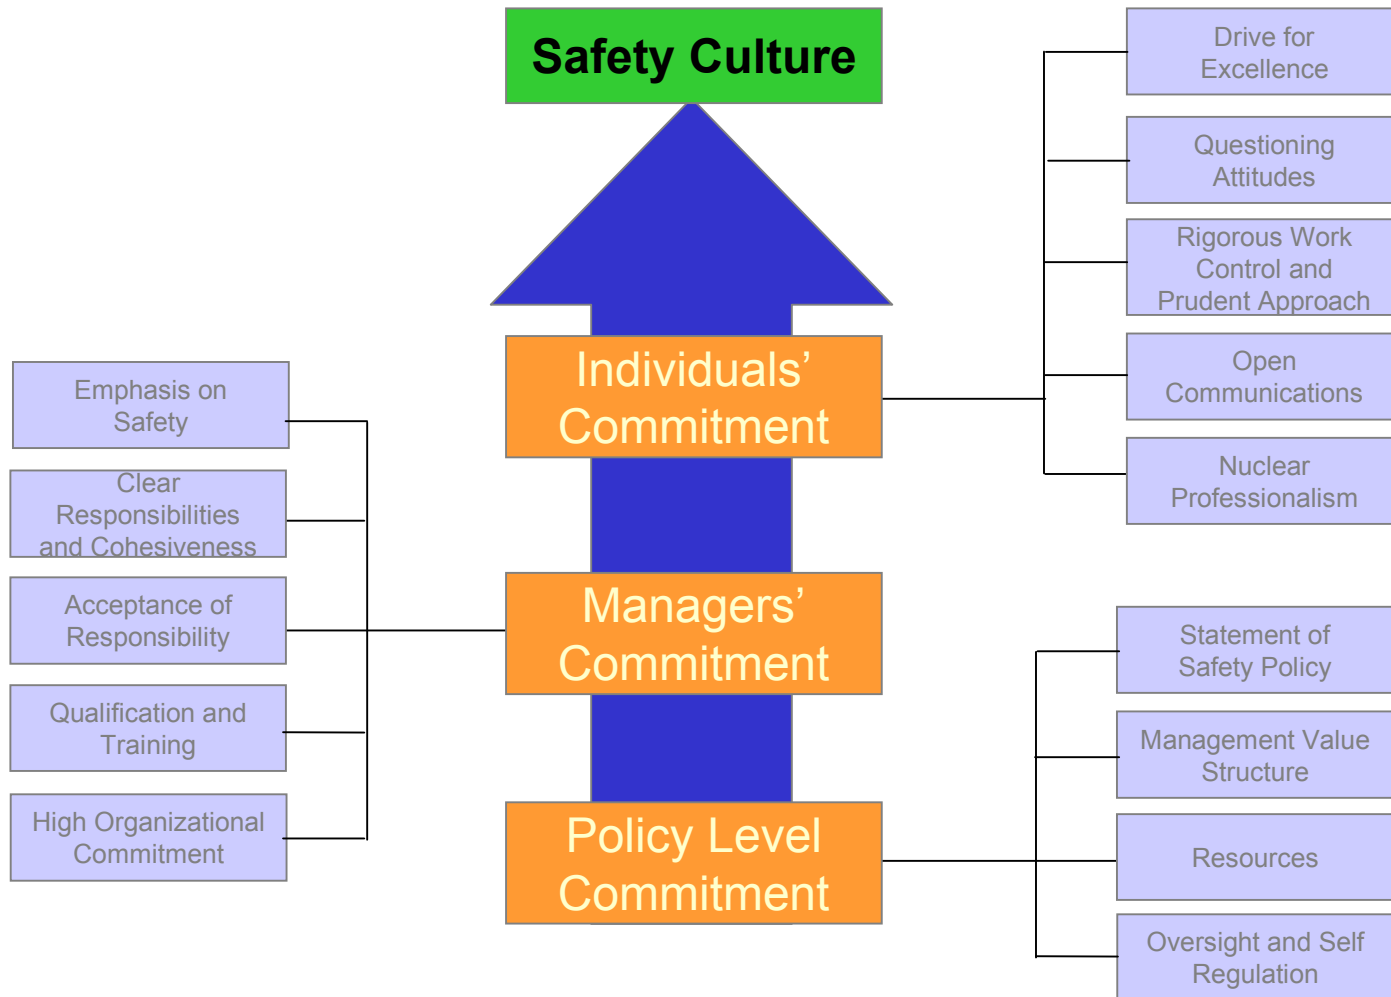 Safety Culture
Drive for
Excellence
Questioning
Attitudes
Rigorous Work
Control and
Prudent Approach
Individuals’
Commitment
Open
Communications
Nuclear
Professionalism
Emphasis on
Safety
Clear
Responsibilities
and Cohesiveness
Acceptance of
Responsibility
Qualification and
Training
High Organizational
Commitment
Managers’
Commitment
Policy Level
Commitment
Statement of
Safety Policy
Management Value
Structure
Resources
Oversight and Self
Regulation